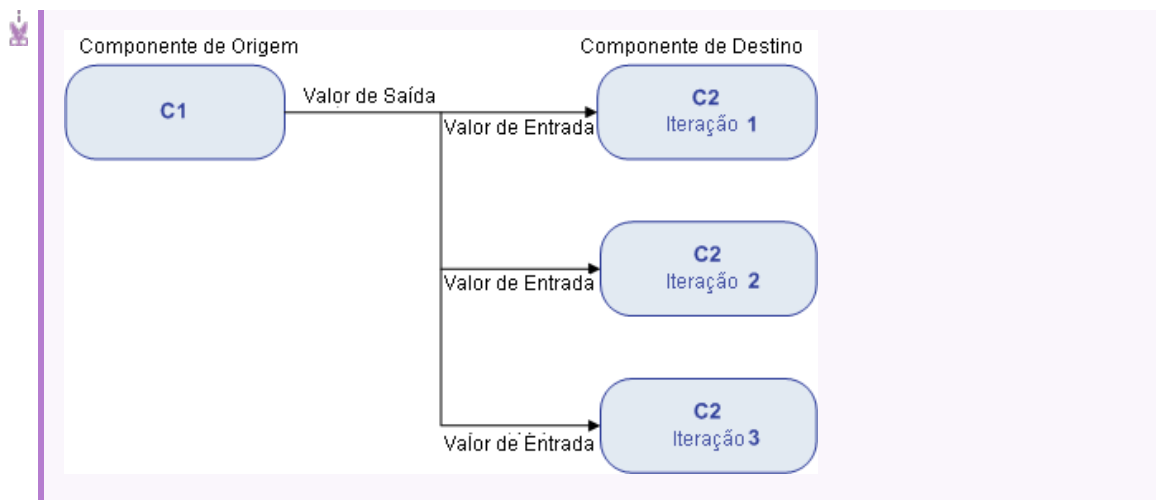 Componente de Origem
Componente de Destino
C1
Valor de Saída
C2
Iteração 1
Valor de Entrada
C2
Iteração 2
Valor de Entrada
C2
Iteração 3
Valor de Entrada